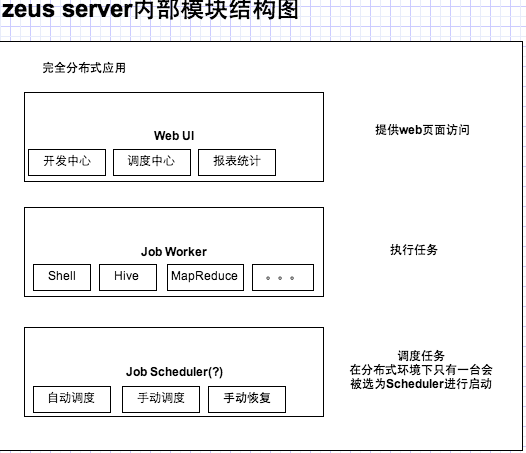 zeus server内部模块结构图
完全分布式应用
Web UI
提供web页面访问
开发中心 调度中心 报表统计
Job Worker
执行任务
Shell Hive MapReduce 。。。
Job Scheduler(?)
调度任务
在分布式环境下只有一台会
被选为Scheduler进行启动
自动调度 手动调度 手动恢复